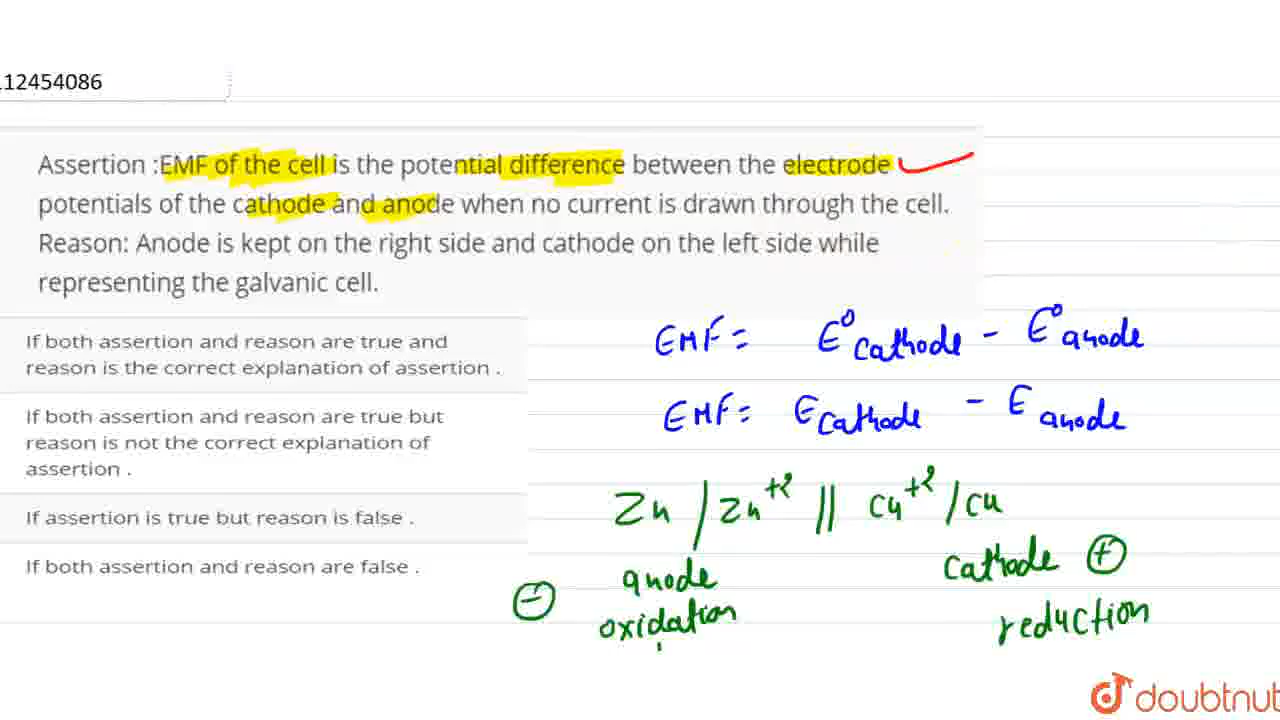 112454086
Assertion :EMF of the cell is the potential difference between the electrode
potentials of the cathode and anode when no current is drawn through the cell.
Reason: Anode is kept on the right side and cathode on the left side while
representing the galvanic cell.
If both assertion and reason are true and
reason is the correct explanation of assertion .
If both assertion and reason are true but
reason is not the correct explanation of
assertion .
If assertion is true but reason is false .
If both assertion and reason are false .
EMF = E⁰cathode - E⁰anode
EMF = Ecathode - Eanode
Zn / Zn⁺² || Cu⁺² / Cu
anode cathode +
- oxidation reduction
doubtnut